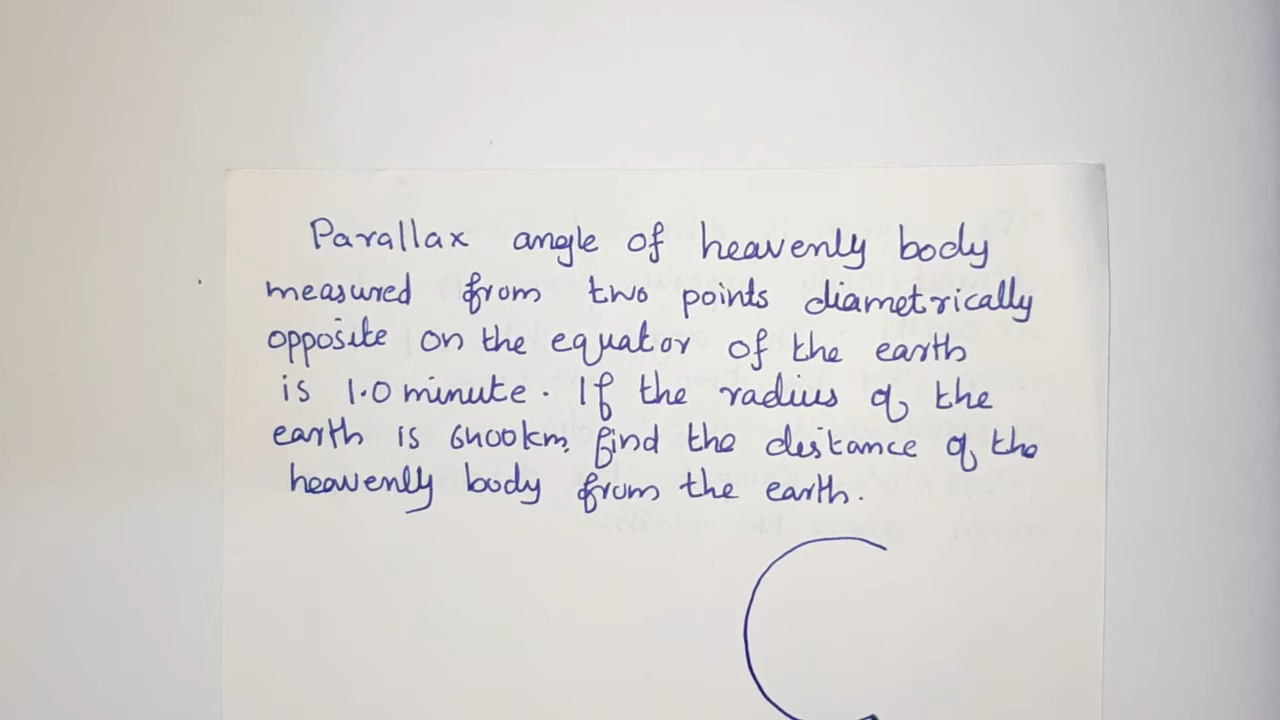 Parallax angle of heavenly body
measured from two points diametrically
opposite on the equator of the earth
is 1.0 minute. If the radius of the
earth is 6400km, find the distance of the
heavenly body from the earth.